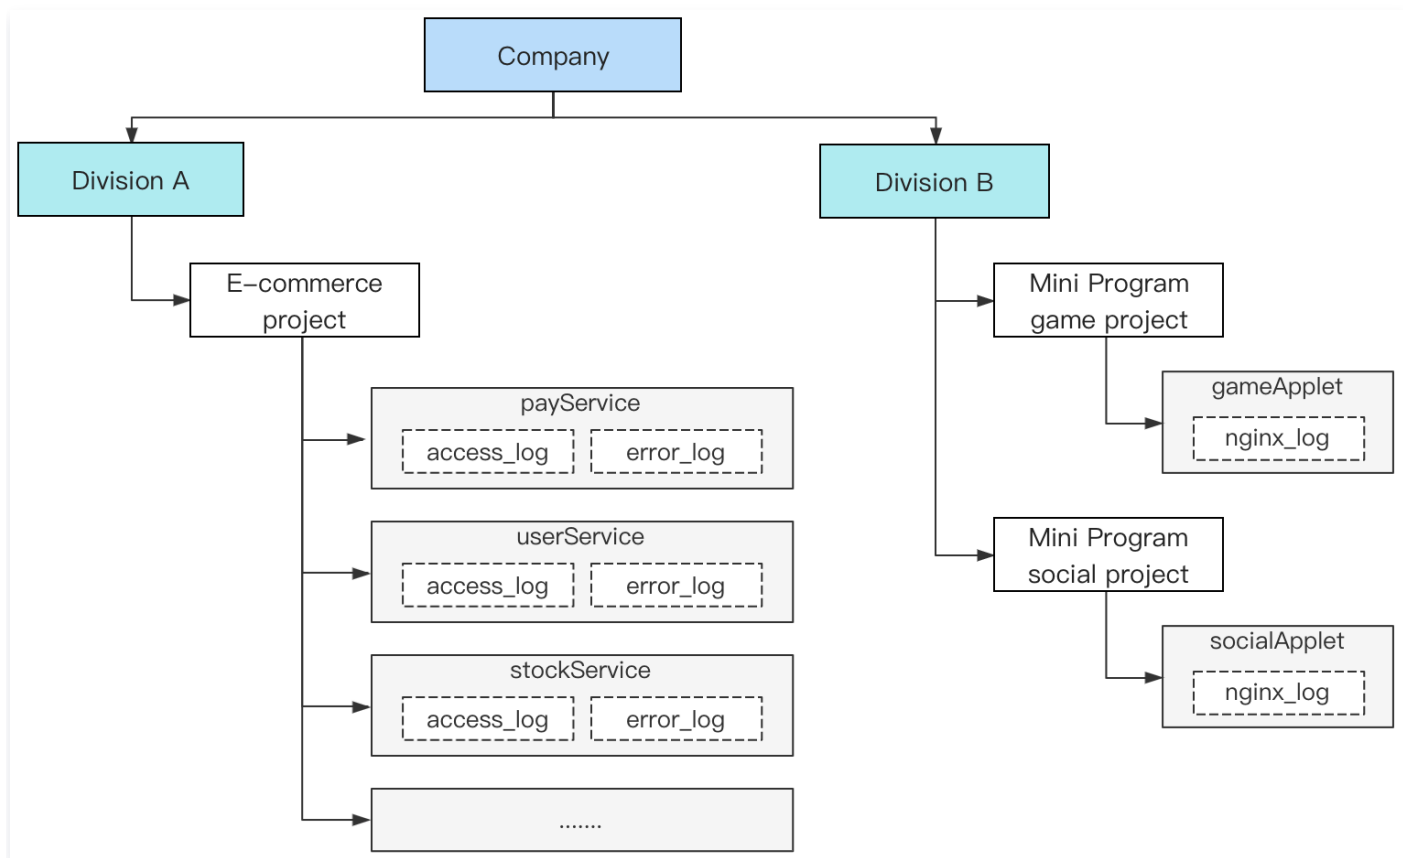 Company
Division A
Division B
E–commerce
project
Mini Program
game project
payService
access_log
error_log
gameApplet
nginx_log
userService
access_log
error_log
Mini Program
social project
stockService
access_log
error_log
socialApplet
nginx_log
.......